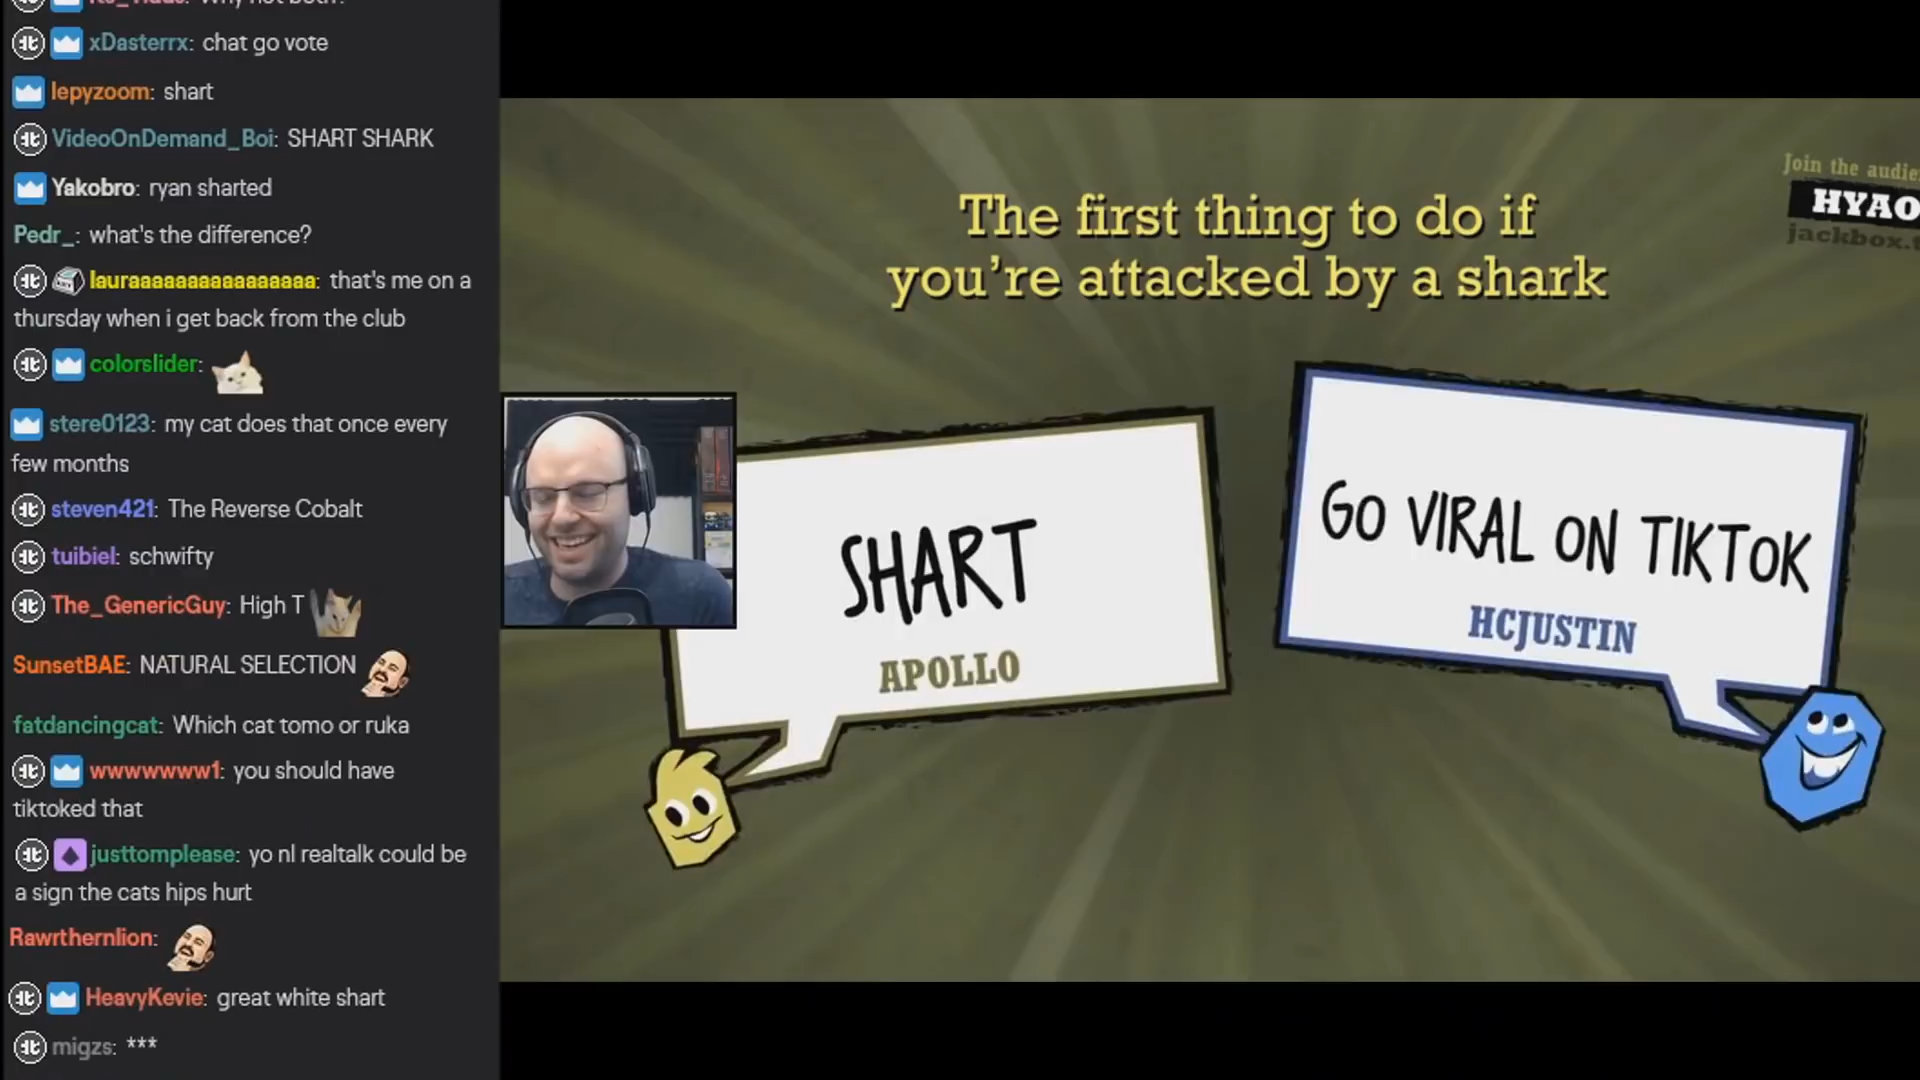 xDasterrx: chat go vote
lepyzoom: shart
VideoOnDemand_Boi: SHART SHARK
Yakobro: ryan sharted
Pedr_: what's the difference?
lauraaaaaaaaaaaaaaaa: that's me on a
thursday when i get back from the club
colorslider:
stere0123: my cat does that once every
few months
steven421: The Reverse Cobalt
tuibiel: schwifty
The_GenericGuy: High T
SunsetBAE: NATURAL SELECTION
fatdancingcat: Which cat tomo or ruka
wwwwwww1: you should have
tiktoked that
justtomplease: yo nl realtalk could be
a sign the cats hips hurt
Rawrthernlion:
HeavyKevie: great white shart
migzs: ***
Join the audie
HYAO
jackbox.t
The first thing to do if
you're attacked by a shark
SHART
APOLLO
GO VIRAL ON TIKTOK
HCJUSTIN